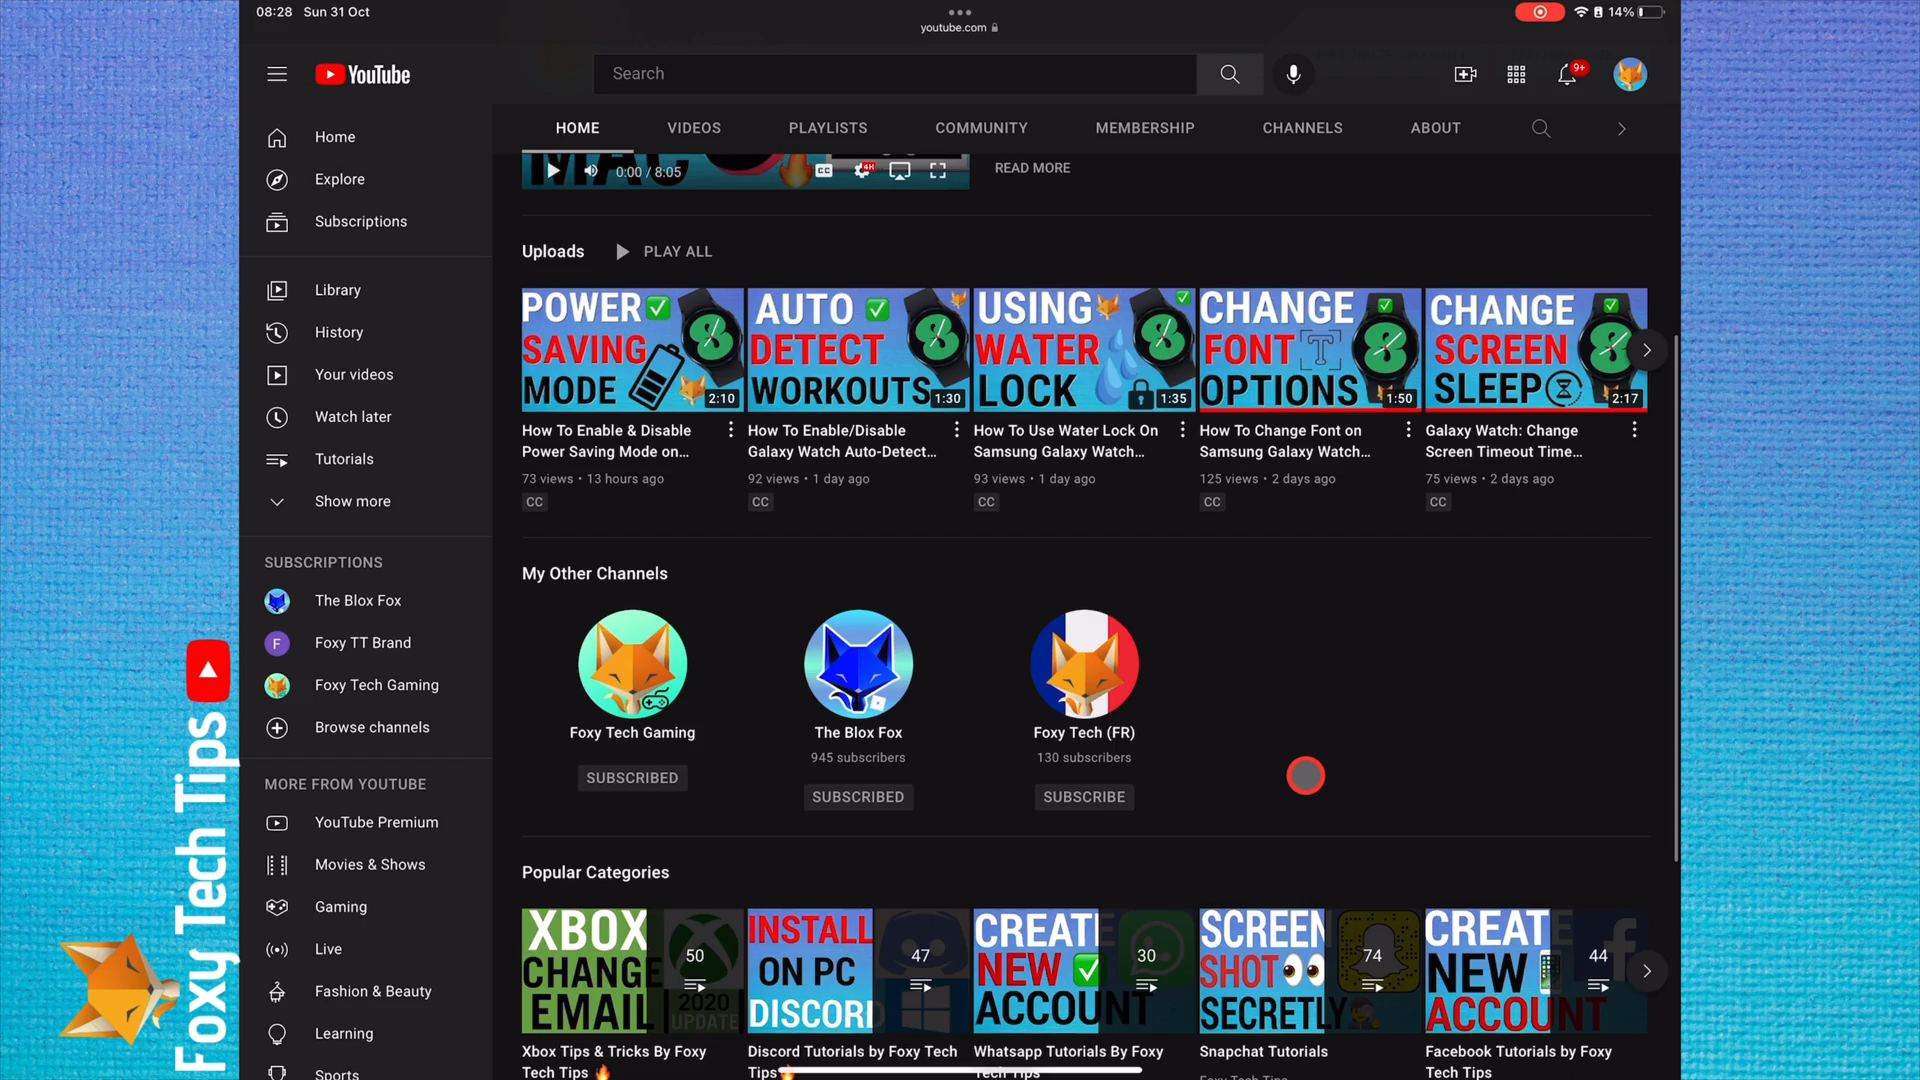 08:28 Sun 31 Oct
youtube.com
14%
YouTube
Search
9+
HOME VIDEOS PLAYLISTS COMMUNITY MEMBERSHIP CHANNELS ABOUT
Home
Explore
Subscriptions
Library
History
Your videos
Watch later
Tutorials
Show more
SUBSCRIPTIONS
The Blox Fox
F Foxy TT Brand
Foxy Tech Gaming
Browse channels
MORE FROM YOUTUBE
YouTube Premium
Movies & Shows
Gaming
Live
Fashion & Beauty
Learning
Sports
MAC
0:00 / 8:05 CC
READ MORE
Uploads PLAY ALL
POWER
SAVING
MODE
2:10
How To Enable & Disable
Power Saving Mode on...
73 views • 13 hours ago
CC
AUTO
DETECT
WORKOUTS
1:30
How To Enable/Disable
Galaxy Watch Auto-Detect...
92 views • 1 day ago
CC
USING
WATER
LOCK
1:35
How To Use Water Lock On
Samsung Galaxy Watch...
93 views • 1 day ago
CC
CHANGE
FONT
OPTIONS
1:50
How To Change Font on
Samsung Galaxy Watch...
125 views • 2 days ago
CC
CHANGE
SCREEN
SLEEP
2:17
Galaxy Watch: Change
Screen Timeout Time...
75 views • 2 days ago
CC
My Other Channels
Foxy Tech Gaming
SUBSCRIBED
The Blox Fox
945 subscribers
SUBSCRIBED
Foxy Tech (FR)
130 subscribers
SUBSCRIBE
Popular Categories
XBOX
CHANGE
EMAIL
2020
UPDATE
50
Xbox Tips & Tricks By Foxy
Tech Tips
INSTALL
ON PC
DISCORD
47
Discord Tutorials by Foxy Tech
Tips
CREATE
NEW
ACCOUNT
30
Whatsapp Tutorials By Foxy
Tech Tips
SCREEN
SHOT
SECRETLY
74
Snapchat Tutorials
Foxy Tech Tips
CREATE
NEW
ACCOUNT
44
Facebook Tutorials by Foxy
Tech Tips
Foxy Tech Tips